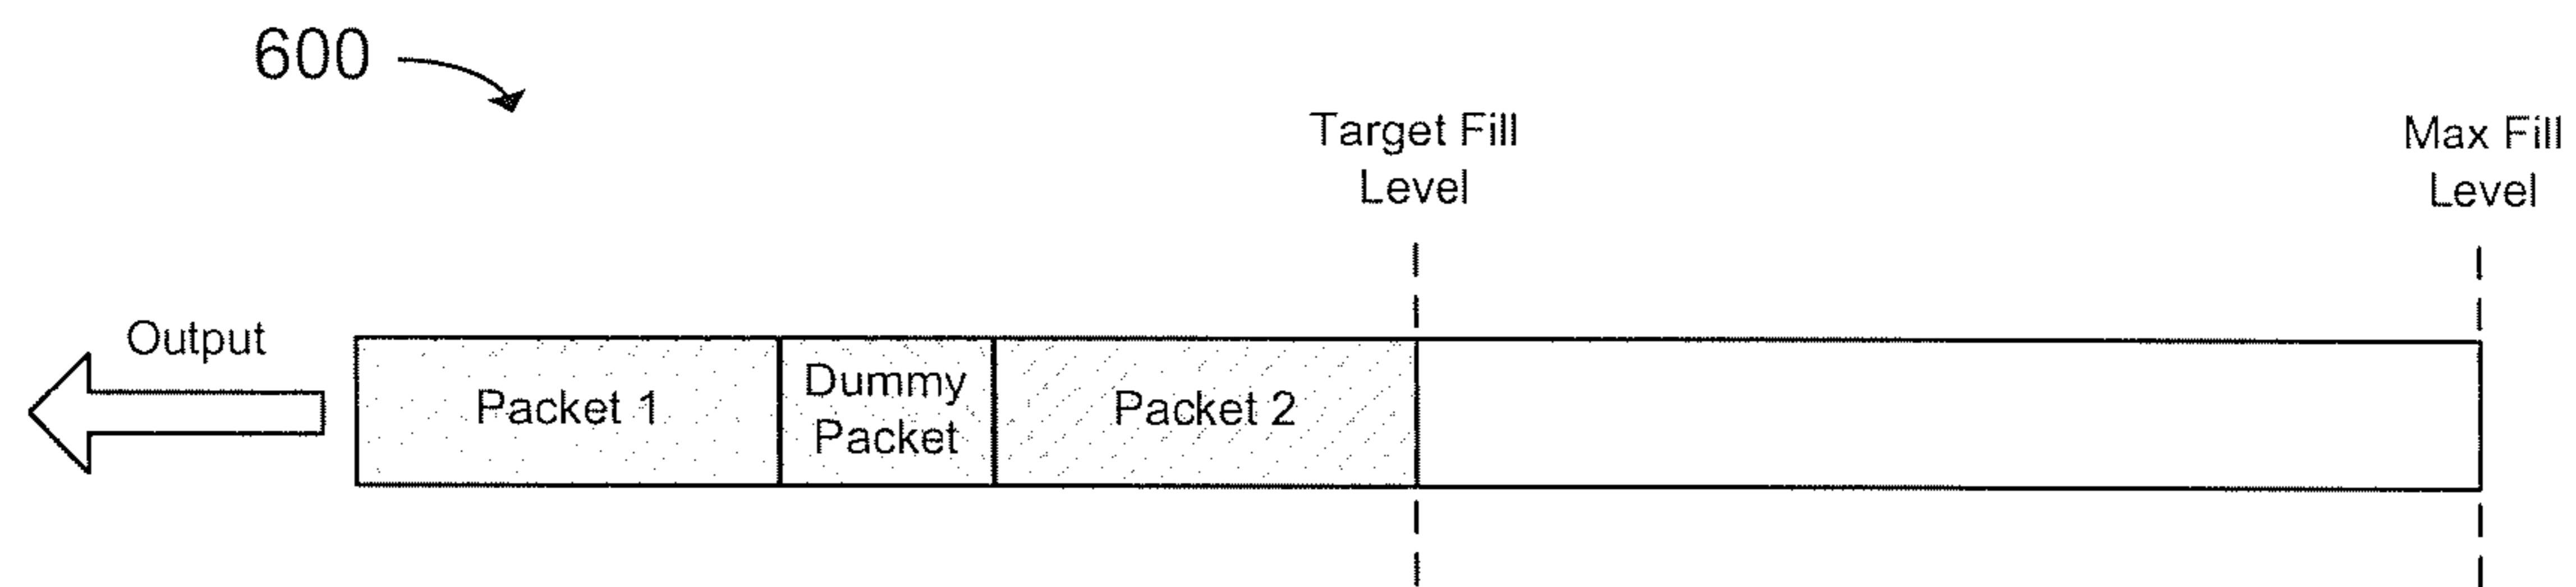 600
Target Fill
Level
Max Fill
Level
Output
Packet 1
Dummy
Packet
Packet 2